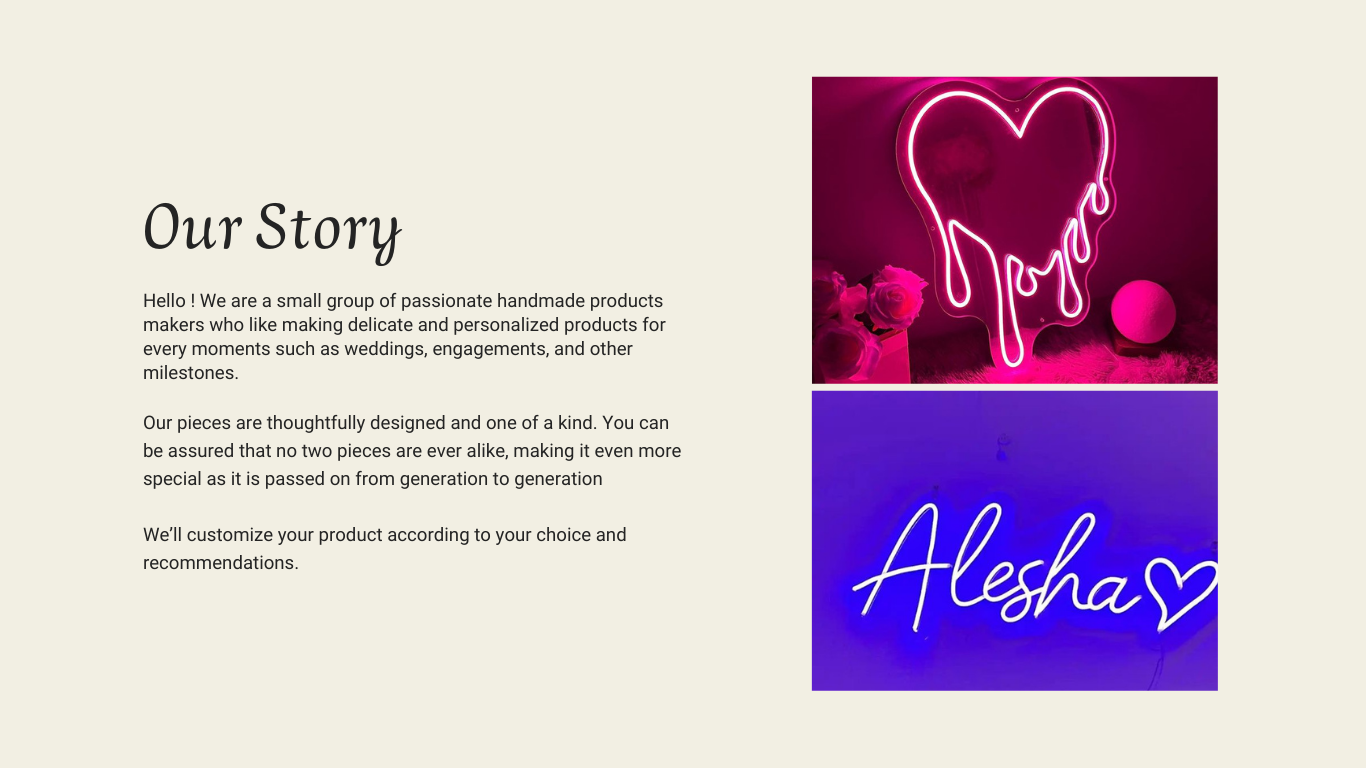 Our Story
Hello ! We are a small group of passionate handmade products
makers who like making delicate and personalized products for
every moments such as weddings, engagements, and other
milestones.
Our pieces are thoughtfully designed and one of a kind. You can
be assured that no two pieces are ever alike, making it even more
special as it is passed on from generation to generation
We’ll customize your product according to your choice and
recommendations.
Alesha